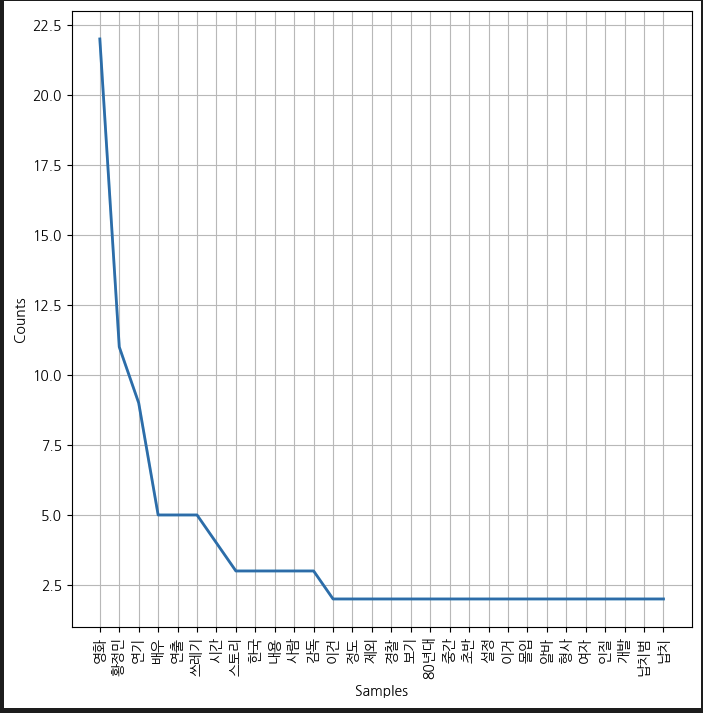 22.5
20.0
17.5
15.0
12.5
10.0
7.5
5.0
2.5
Counts
영화
황정민
연기
배우
연출
쓰레기
시간
스토리
한국
내용
사람
감독
이건
정도
제외
경찰
보기
80년대
중간
초반
설정
이거
몰입
알바
형사
여자
인질
개발
납치범
납치
Samples